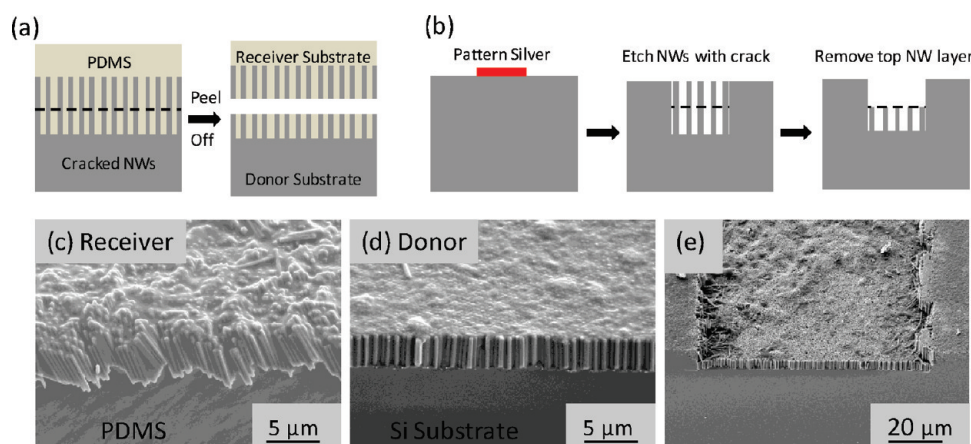 (a)
PDMS
Cracked NWs
Peel
Off
Receiver Substrate
Donor Substrate
(b)
Pattern Silver
Etch NWs with crack
Remove top NW layer
(c) Receiver
PDMS
5 μm
(d) Donor
Si Substrate
5 μm
(e)
20 μm